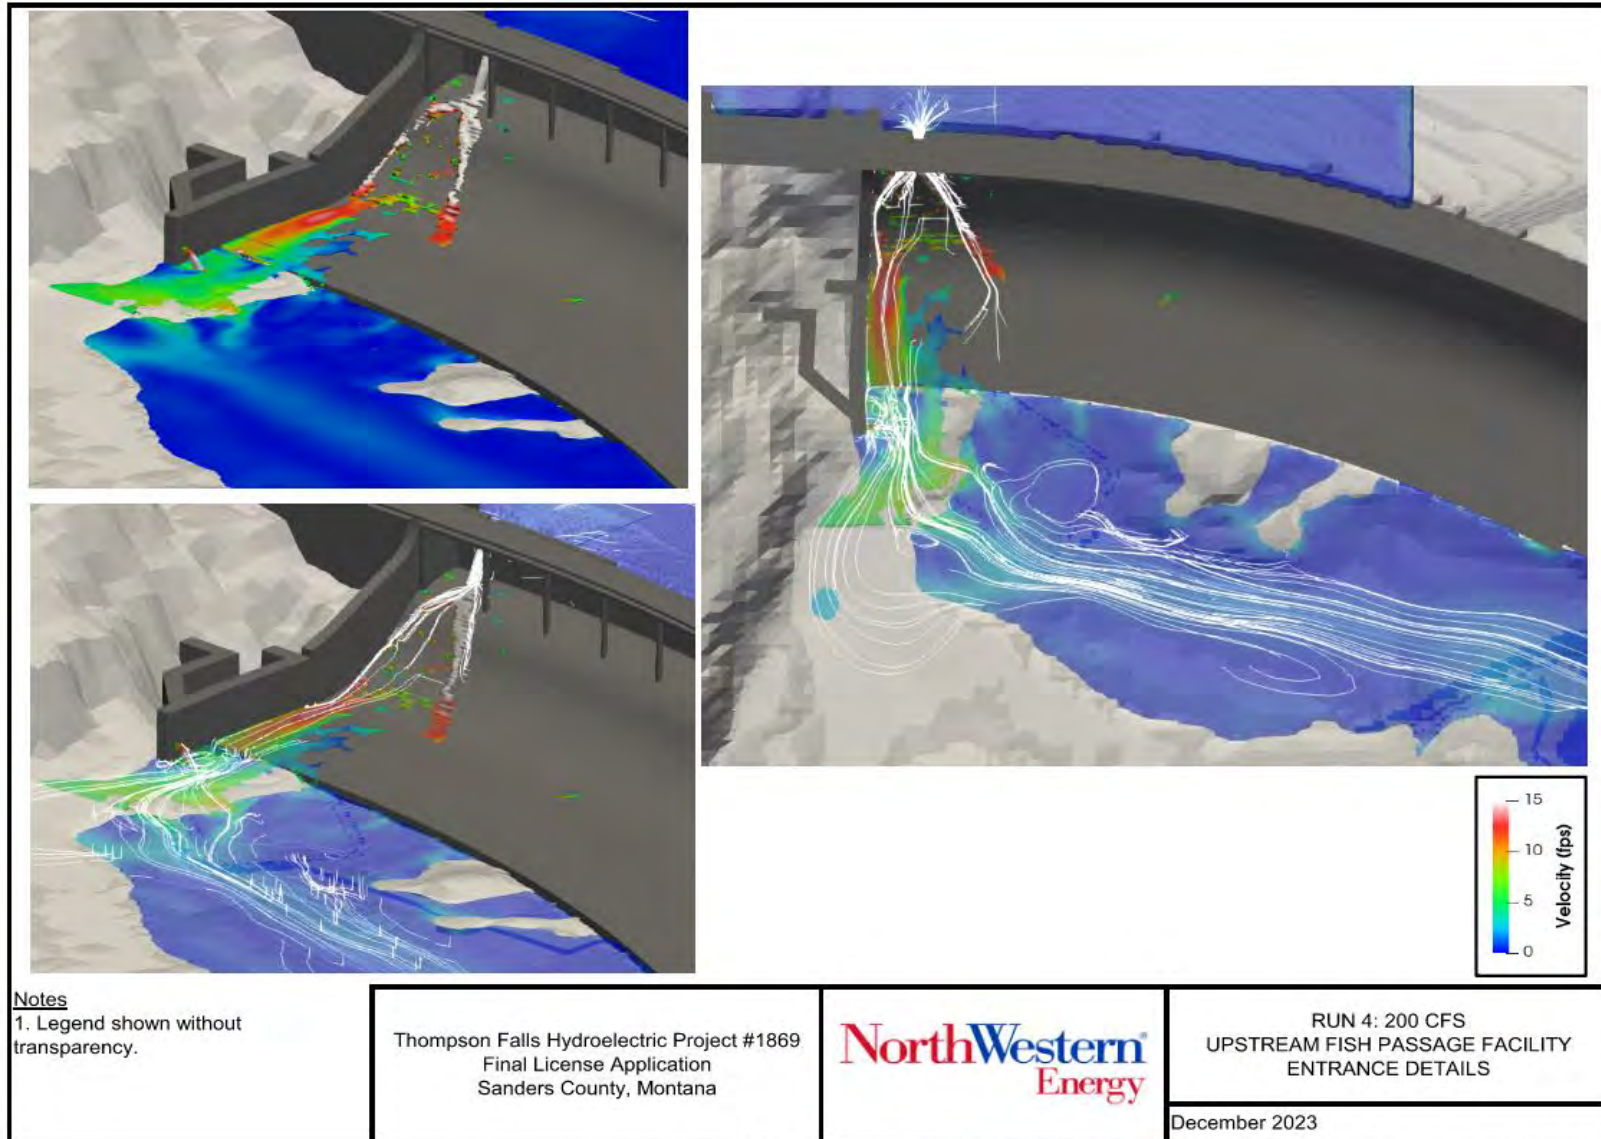 15
10
5
0
Velocity (fps)
Notes
1. Legend shown without
transparency.
Thompson Falls Hydroelectric Project #1869
Final License Application
Sanders County, Montana
NorthWestern
Energy
RUN 4: 200 CFS
UPSTREAM FISH PASSAGE FACILITY
ENTRANCE DETAILS
December 2023